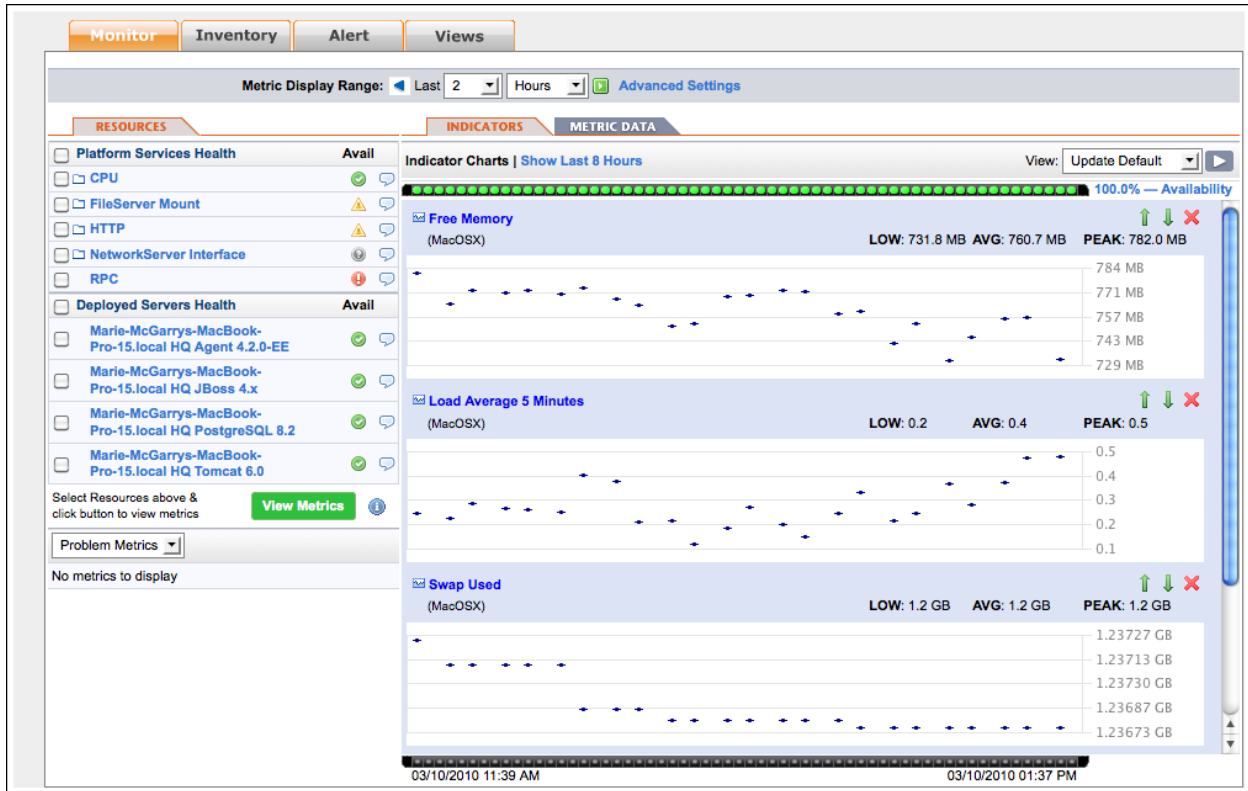 Monitor Inventory Alert Views
Metric Display Range: Last 2 Hours Advanced Settings
RESOURCES
Platform Services Health Avail
CPU
FileServer Mount
HTTP
NetworkServer Interface
RPC
Deployed Servers Health Avail
Marie-McGarrys-MacBook-
Pro-15.local HQ Agent 4.2.0-EE
Marie-McGarrys-MacBook-
Pro-15.local HQ JBoss 4.x
Marie-McGarrys-MacBook-
Pro-15.local HQ PostgreSQL 8.2
Marie-McGarrys-MacBook-
Pro-15.local HQ Tomcat 6.0
Select Resources above &
click button to view metrics
View Metrics
Problem Metrics
No metrics to display
INDICATORS METRIC DATA
Indicator Charts | Show Last 8 Hours View: Update Default
100.0% — Availability
Free Memory
(MacOSX) LOW: 731.8 MB AVG: 760.7 MB PEAK: 782.0 MB
784 MB
771 MB
757 MB
743 MB
729 MB
Load Average 5 Minutes
(MacOSX) LOW: 0.2 AVG: 0.4 PEAK: 0.5
0.5
0.4
0.3
0.2
0.1
Swap Used
(MacOSX) LOW: 1.2 GB AVG: 1.2 GB PEAK: 1.2 GB
1.23727 GB
1.23713 GB
1.23730 GB
1.23687 GB
1.23673 GB
03/10/2010 11:39 AM 03/10/2010 01:37 PM